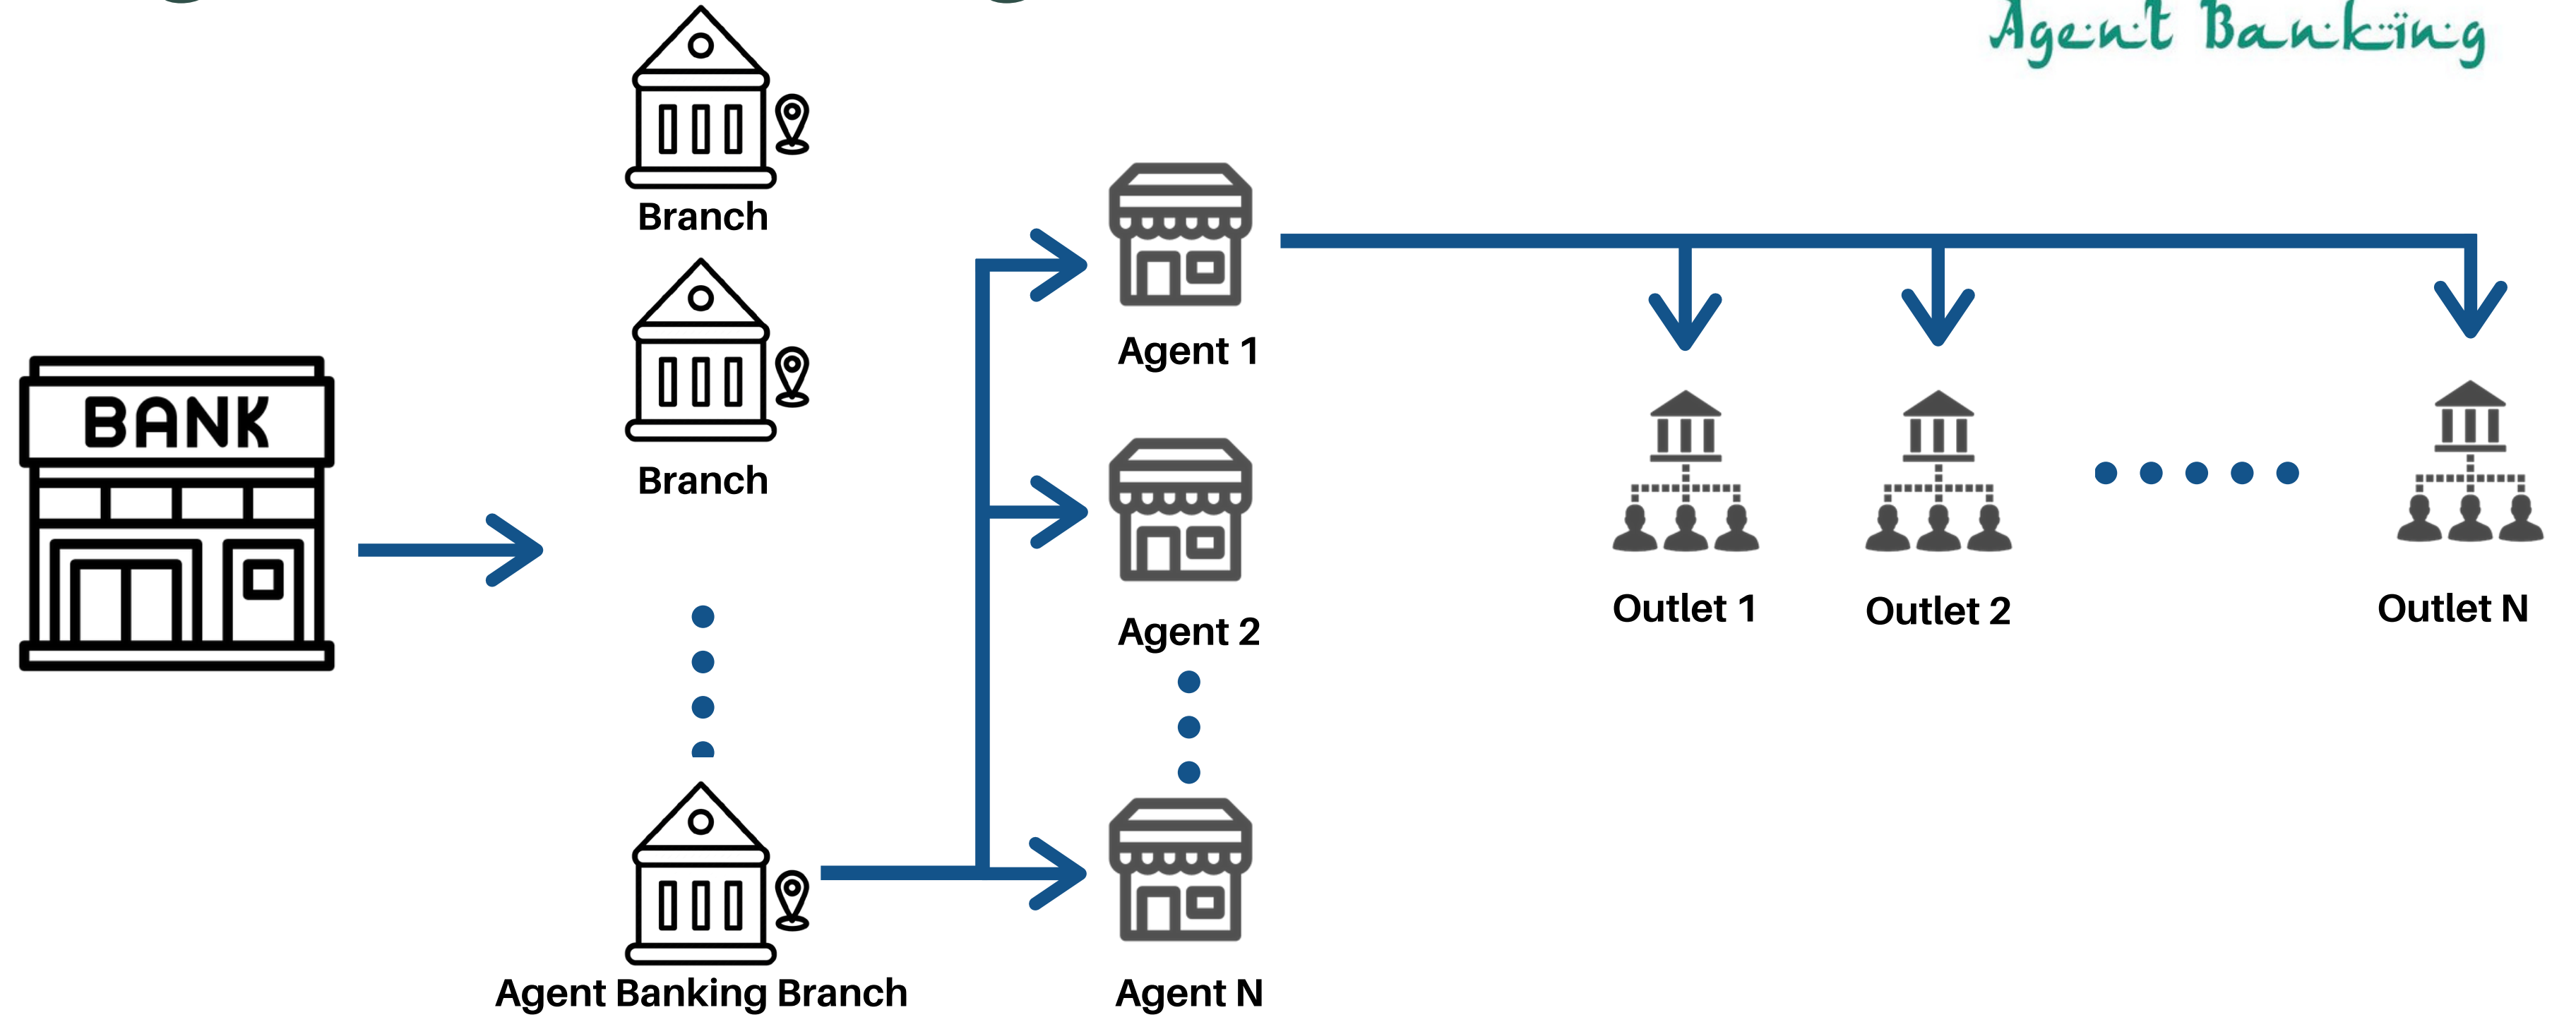 Agent Banking
BANK
Branch
Branch
Agent Banking Branch
Agent 1
Agent 2
Agent N
Outlet 1
Outlet 2
Outlet N